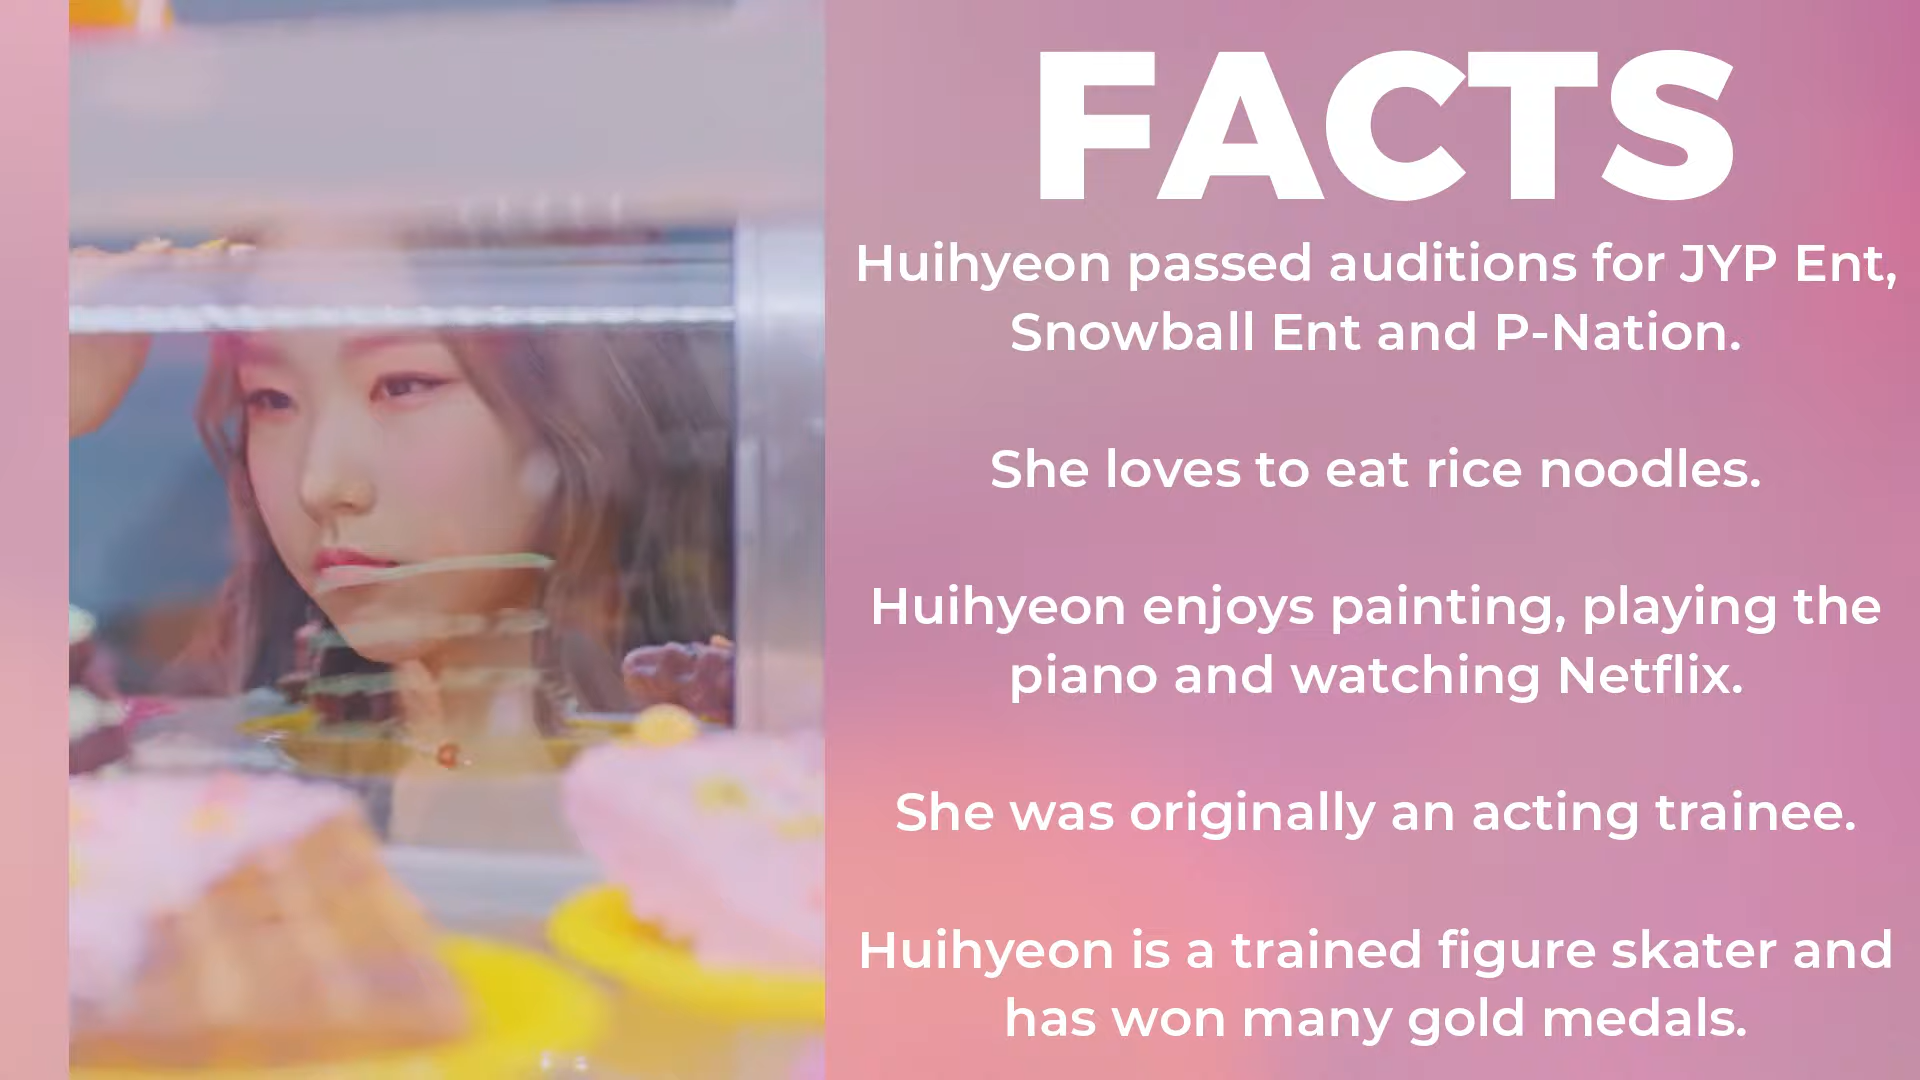 FACTS
Huihyeon passed auditions for JYP Ent,
Snowball Ent and P-Nation.
She loves to eat rice noodles.
Huihyeon enjoys painting, playing the
piano and watching Netflix.
She was originally an acting trainee.
Huihyeon is a trained figure skater and
has won many gold medals.